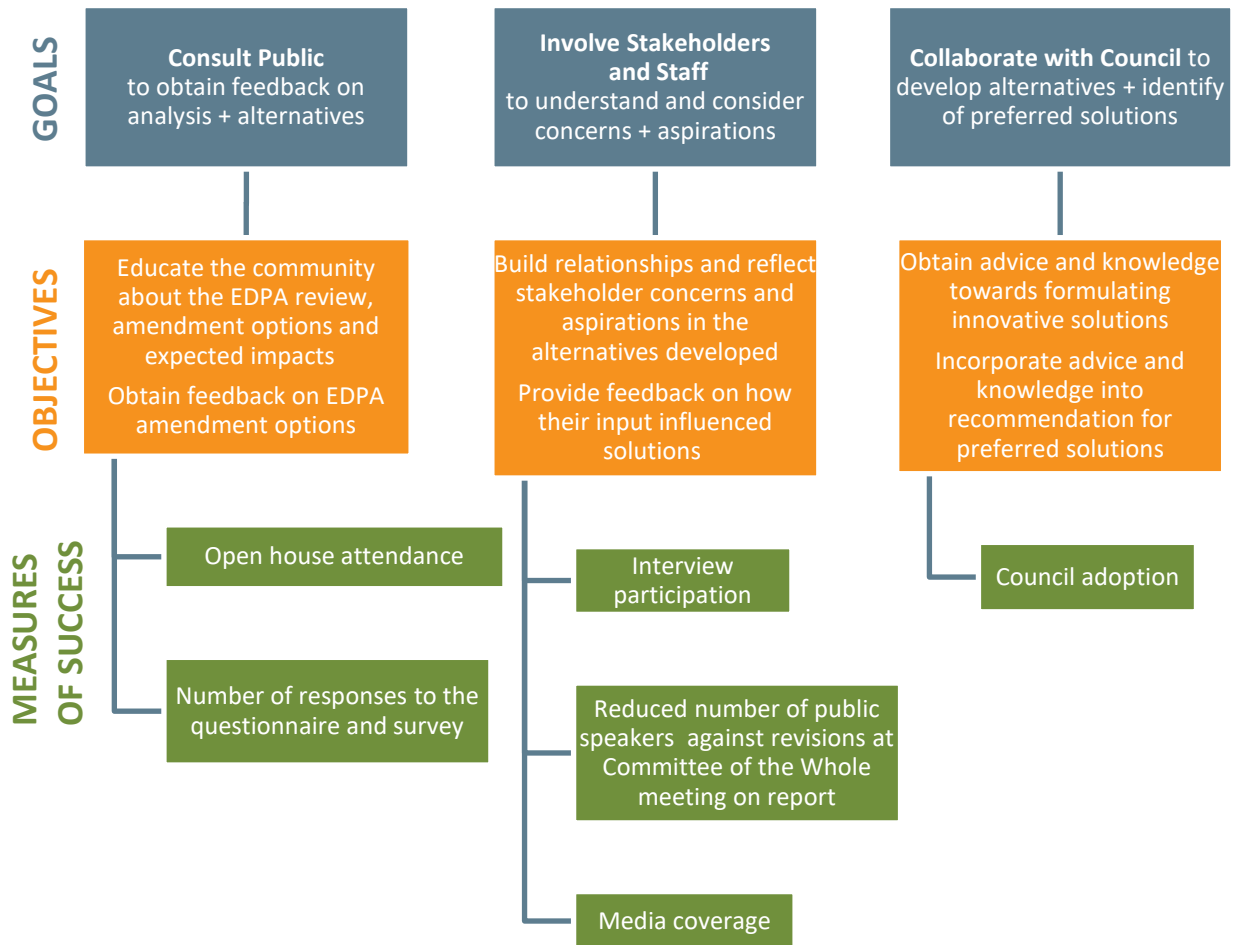 GOALS
Consult Public
to obtain feedback on
analysis + alternatives
Involve Stakeholders
and Staff
to understand and consider
concerns + aspirations
Collaborate with Council to
develop alternatives + identify
of preferred solutions
OBJECTIVES
Educate the community
about the EDPA review,
amendment options and
expected impacts
Obtain feedback on EDPA
amendment options
Build relationships and reflect
stakeholder concerns and
aspirations in the
alternatives developed
Provide feedback on how
their input influenced
solutions
Obtain advice and knowledge
towards formulating
innovative solutions
Incorporate advice and
knowledge into
recommendation for
preferred solutions
MEASURES
OF SUCCESS
Open house attendance
Number of responses to the
questionnaire and survey
Interview
participation
Reduced number of public
speakers against revisions at
Committee of the Whole
meeting on report
Media coverage
Council adoption